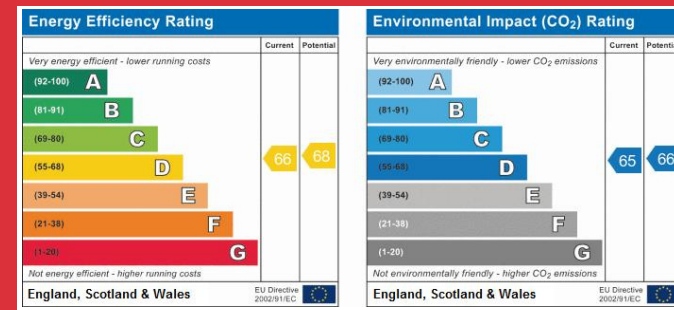 Energy Efficiency Rating
Current Potential
Very energy efficient - lower running costs
(92-100) A
(81-91) B
(69-80) C
(55-68) D
66 68
(39-54) E
(21-38) F
(1-20) G
Not energy efficient - higher running costs
England, Scotland & Wales
EU Directive
2002/91/EC
Environmental Impact (CO2) Rating
Current Potenti
Very environmentally friendly - lower CO2 emissions
(92-100) A
(81-91) B
(69-80) C
(55-68) D
65 66
(39-54) E
(21-38) F
(1-20) G
Not environmentally friendly - higher CO2 emissions
England, Scotland & Wales
EU Directive
2002/91/EC